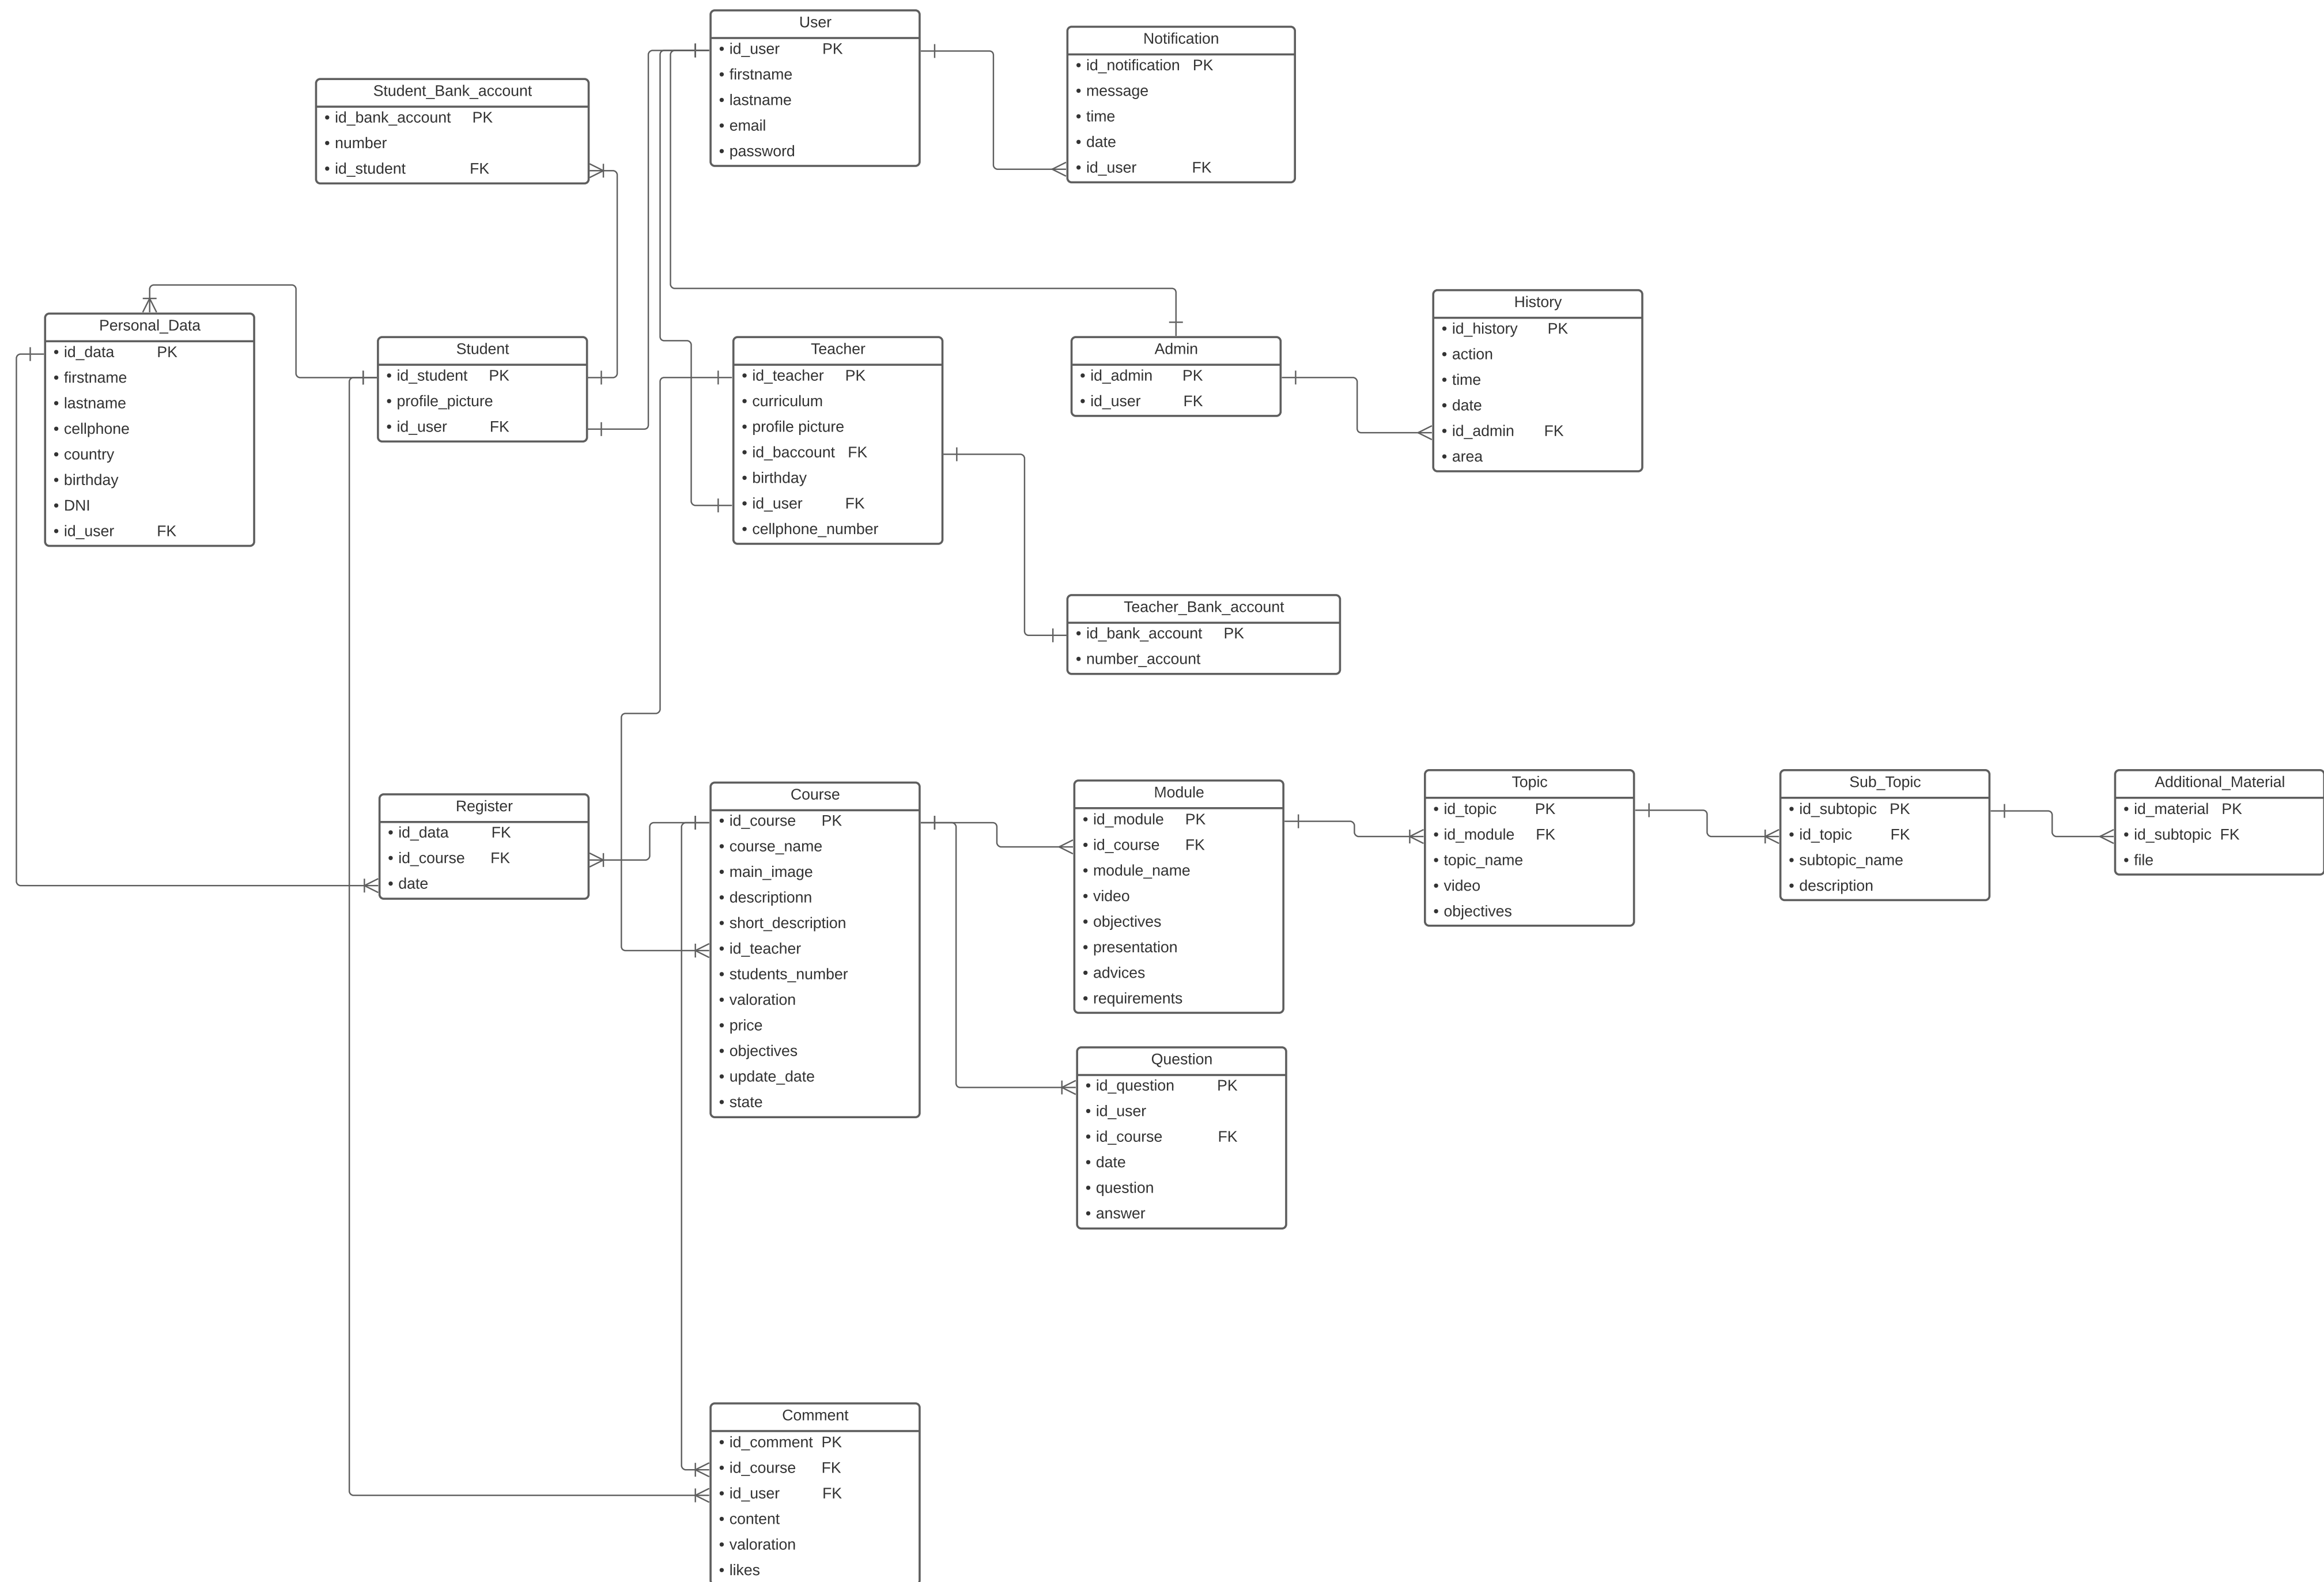 User
• id_user PK
• firstname
• lastname
• email
• password
Notification
• id_notification PK
• message
• time
• date
• id_user FK
Student_Bank_account
• id_bank_account PK
• number
• id_student FK
Personal_Data
• id_data PK
• firstname
• lastname
• cellphone
• country
• birthday
• DNI
• id_user FK
Student
• id_student PK
• profile_picture
• id_user FK
Teacher
• id_teacher PK
• curriculum
• profile picture
• id_baccount FK
• birthday
• id_user FK
• cellphone_number
Admin
• id_admin PK
• id_user FK
History
• id_history PK
• action
• time
• date
• id_admin FK
• area
Teacher_Bank_account
• id_bank_account PK
• number_account
Register
• id_data FK
• id_course FK
• date
Course
• id_course PK
• course_name
• main_image
• descriptionn
• short_description
• id_teacher
• students_number
• valoration
• price
• objectives
• update_date
• state
Module
• id_module PK
• id_course FK
• module_name
• video
• objectives
• presentation
• advices
• requirements
Topic
• id_topic PK
• id_module FK
• topic_name
• video
• objectives
Sub_Topic
• id_subtopic PK
• id_topic FK
• subtopic_name
• description
Additional_Material
• id_material PK
• id_subtopic FK
• file
Question
• id_question PK
• id_user
• id_course FK
• date
• question
• answer
Comment
• id_comment PK
• id_course FK
• id_user FK
• content
• valoration
• likes